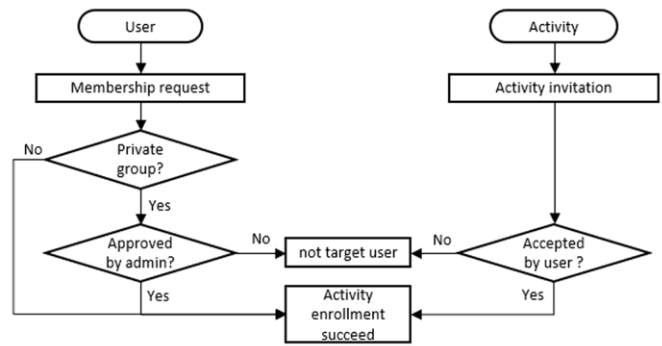 User
Activity
Membership request
Activity invitation
No
Private
group?
Yes
Approved
by admin?
No
not target user
No
Accepted
by user ?
Yes
Activity
enrollment
succeed
Yes